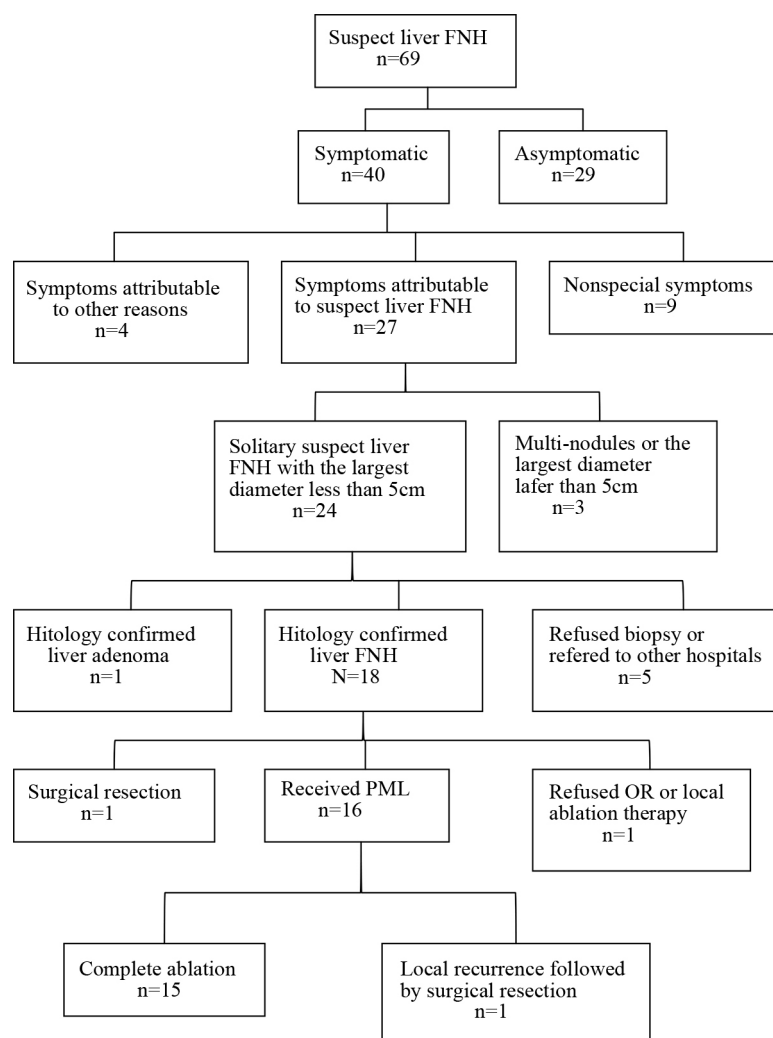 Suspect liver FNH
n=69
Symptomatic
n=40
Asymptomatic
n=29
Symptoms attributable
to other reasons
n=4
Symptoms attributable
to suspect liver FNH
n=27
Nonspecial symptoms
n=9
Solitary suspect liver
FNH with the largest
diameter less than 5cm
n=24
Multi-nodules or the
largest diameter
lafer than 5cm
n=3
Hitology confirmed
liver adenoma
n=1
Hitology confirmed
liver FNH
N=18
Refused biopsy or
refered to other hospitals
n=5
Surgical resection
n=1
Received PML
n=16
Refused OR or local
ablation therapy
n=1
Complete ablation
n=15
Local recurrence followed
by surgical resection
n=1